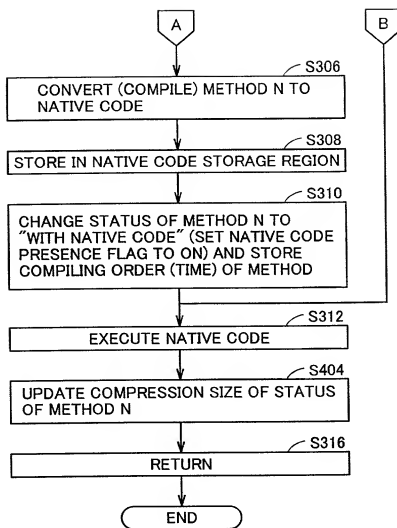 A
B
S306
CONVERT (COMPILE) METHOD N TO
NATIVE CODE
S308
STORE IN NATIVE CODE STORAGE REGION
S310
CHANGE STATUS OF METHOD N TO
"WITH NATIVE CODE" (SET NATIVE CODE
PRESENCE FLAG TO ON) AND STORE
COMPILING ORDER (TIME) OF METHOD
S312
EXECUTE NATIVE CODE
S404
UPDATE COMPRESSION SIZE OF STATUS
OF METHOD N
S316
RETURN
END